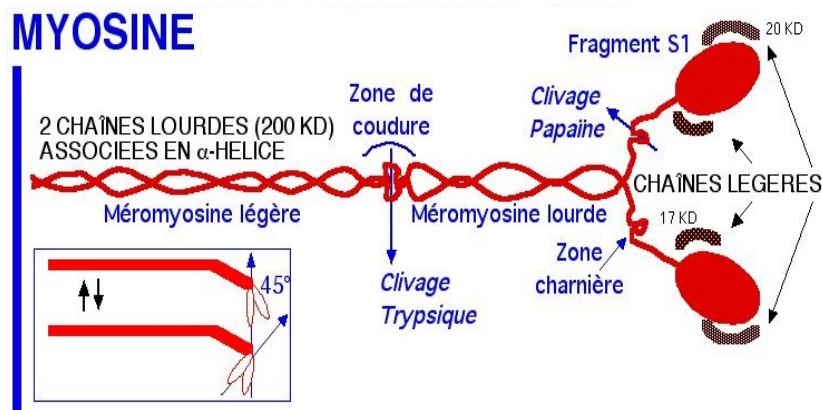 MYOSINE
Fragment S1
20 KD
Zone de
coudure
Clivage
Papaïne
2 CHAÎNES LOURDES (200 KD)
ASSOCIEES EN α-HELICE
CHAÎNES LEGERES
Méromyosine légère
Méromyosine lourde
17 KD
Zone
charnière
Clivage
Trypsique
45°